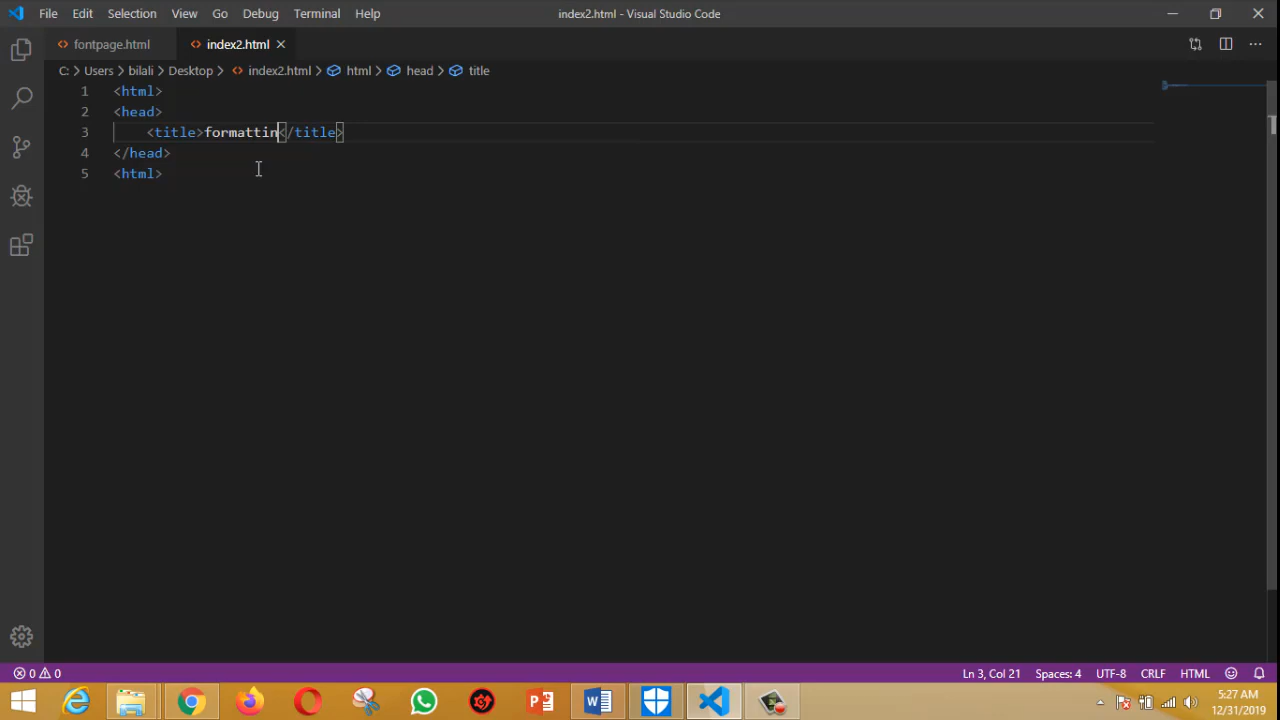 File Edit Selection View Go Debug Terminal Help
index2.html - Visual Studio Code
fontpage.html
index2.html
C: Users bilali Desktop index2.html html head title
1 <html>
2 <head>
3 <title>formattin</title>
4 </head>
5 <html>
0 0
Ln 3, Col 21 Spaces: 4 UTF-8 CRLF HTML
5:27 AM
12/31/2019